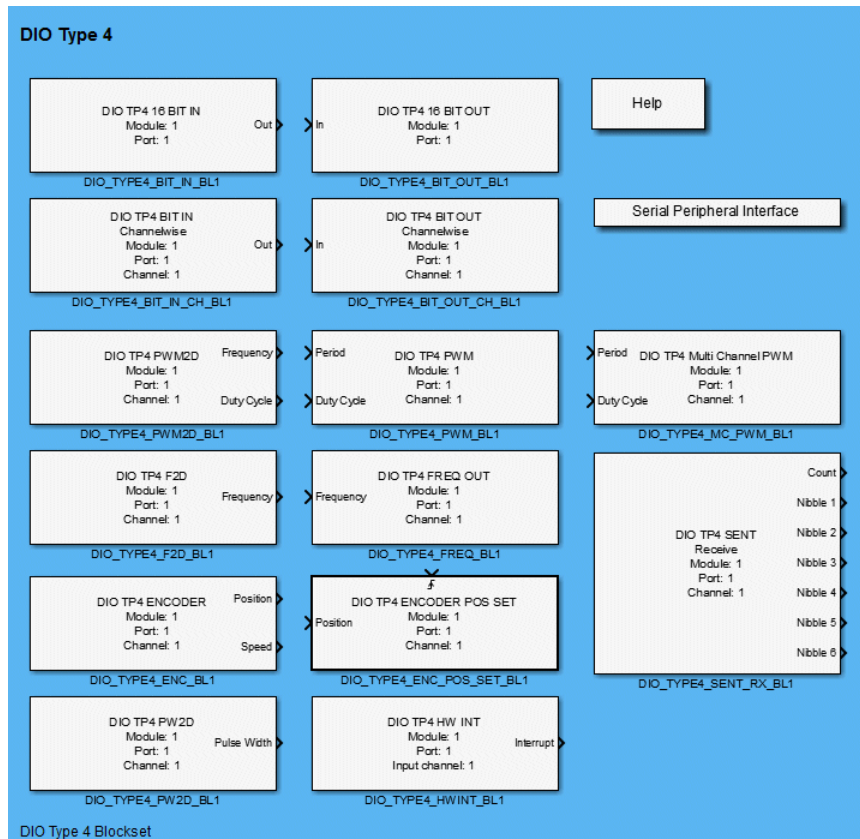 DIO Type 4
DIO TP4 16 BIT IN
Module: 1
Port: 1
Out
DIO_TYPE4_BIT_IN_BL1
In
DIO TP4 16 BIT OUT
Module: 1
Port: 1
DIO_TYPE4_BIT_OUT_BL1
Help
DIO TP4 BIT IN
Channelwise
Module: 1
Port: 1
Channel: 1
Out
DIO_TYPE4_BIT_IN_CH_BL1
In
DIO TP4 BIT OUT
Channelwise
Module: 1
Port: 1
Channel: 1
DIO_TYPE4_BIT_OUT_CH_BL1
Serial Peripheral Interface
DIO TP4 PWM2D
Module: 1
Port: 1
Channel: 1
Frequency
Duty Cycle
DIO_TYPE4_PWM2D_BL1
Period
Duty Cycle
DIO TP4 PWM
Module: 1
Port: 1
Channel: 1
DIO_TYPE4_PWM_BL1
Period
Duty Cycle
DIO TP4 Multi Channel PWM
Module: 1
Port: 1
Channel: 1
DIO_TYPE4_MC_PWM_BL1
DIO TP4 F2D
Module: 1
Port: 1
Channel: 1
Frequency
DIO_TYPE4_F2D_BL1
Frequency
DIO TP4 FREQ OUT
Module: 1
Port: 1
Channel: 1
DIO_TYPE4_FREQ_BL1
DIO TP4 SENT
Receive
Module: 1
Port: 1
Channel: 1
Count
Nibble 1
Nibble 2
Nibble 3
Nibble 4
Nibble 5
Nibble 6
DIO_TYPE4_SENT_RX_BL1
DIO TP4 ENCODER
Module: 1
Port: 1
Channel: 1
Position
Speed
DIO_TYPE4_ENC_BL1
Position
DIO TP4 ENCODER POS SET
Module: 1
Port: 1
Channel: 1
DIO_TYPE4_ENC_POS_SET_BL1
DIO TP4 PW2D
Module: 1
Port: 1
Channel: 1
Pulse Width
DIO_TYPE4_PW2D_BL1
DIO TP4 HW INT
Module: 1
Port: 1
Input channel: 1
Interrupt
DIO_TYPE4_HWINT_BL1
DIO Type 4 Blockset